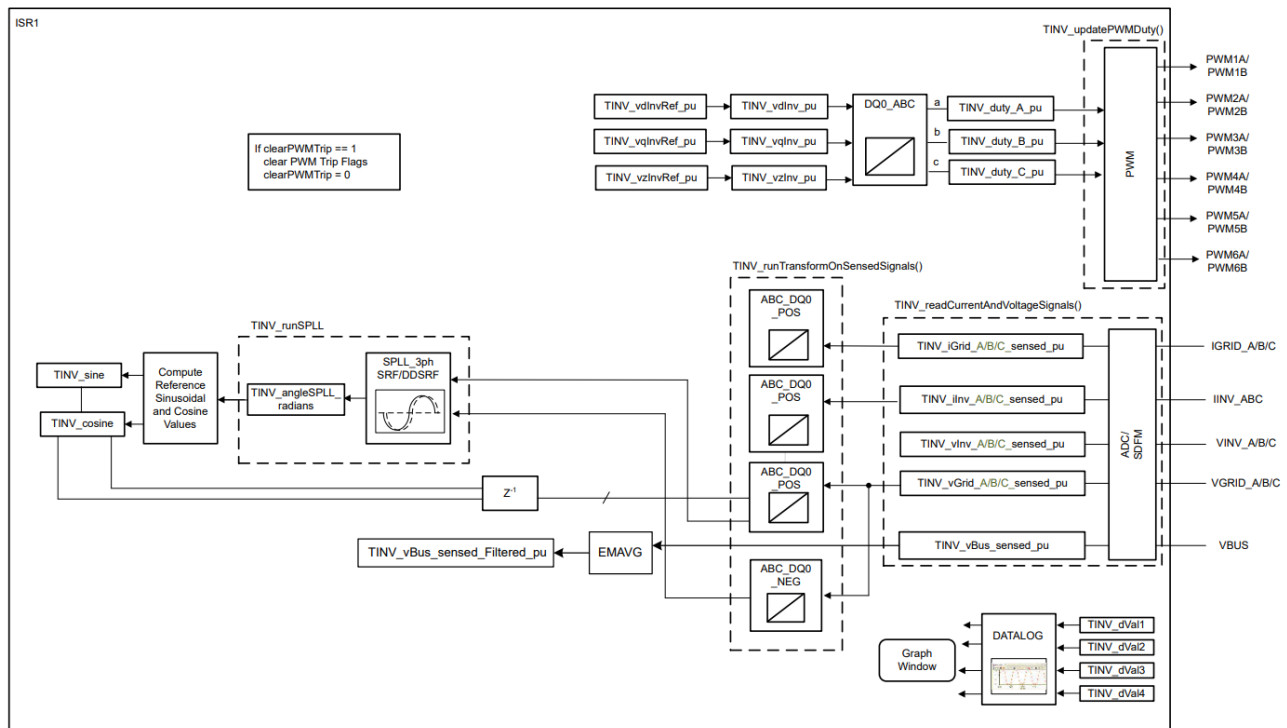 ISR1
TINV_updatePWMDuty()
PWM1A/
PWM1B
PWM2A/
PWM2B
PWM3A/
PWM3B
PWM4A/
PWM4B
PWM5A/
PWM5B
PWM6A/
PWM6B
PWM
TINV_vdInvRef_pu
TINV_vdInv_pu
DQ0_ABC
a
TINV_duty_A_pu
TINV_vqInvRef_pu
TINV_vqInv_pu
b
TINV_duty_B_pu
TINV_vzInvRef_pu
TINV_vzInv_pu
c
TINV_duty_C_pu
If clearPWMTrip == 1
clear PWM Trip Flags
clearPWMTrip = 0
TINV_runTransformOnSensedSignals()
ABC_DQ0
_POS
ABC_DQ0
_POS
ABC_DQ0
_POS
ABC_DQ0
_NEG
TINV_readCurrentAndVoltageSignals()
TINV_iGrid_A/B/C_sensed_pu
TINV_iInv_A/B/C_sensed_pu
TINV_vInv_A/B/C_sensed_pu
TINV_vGrid_A/B/C_sensed_pu
TINV_vBus_sensed_pu
ADC/
SDFM
IGRID_A/B/C
IINV_ABC
VINV_A/B/C
VGRID_A/B/C
VBUS
TINV_runSPLL
SPLL_3ph
SRF/DDSRF
TINV_angleSPLL_
radians
Compute
Reference
Sinusoidal
and Cosine
Values
TINV_sine
TINV_cosine
Z-1
EMAVG
TINV_vBus_sensed_Filtered_pu
DATALOG
Graph
Window
TINV_dVal1
TINV_dVal2
TINV_dVal3
TINV_dVal4